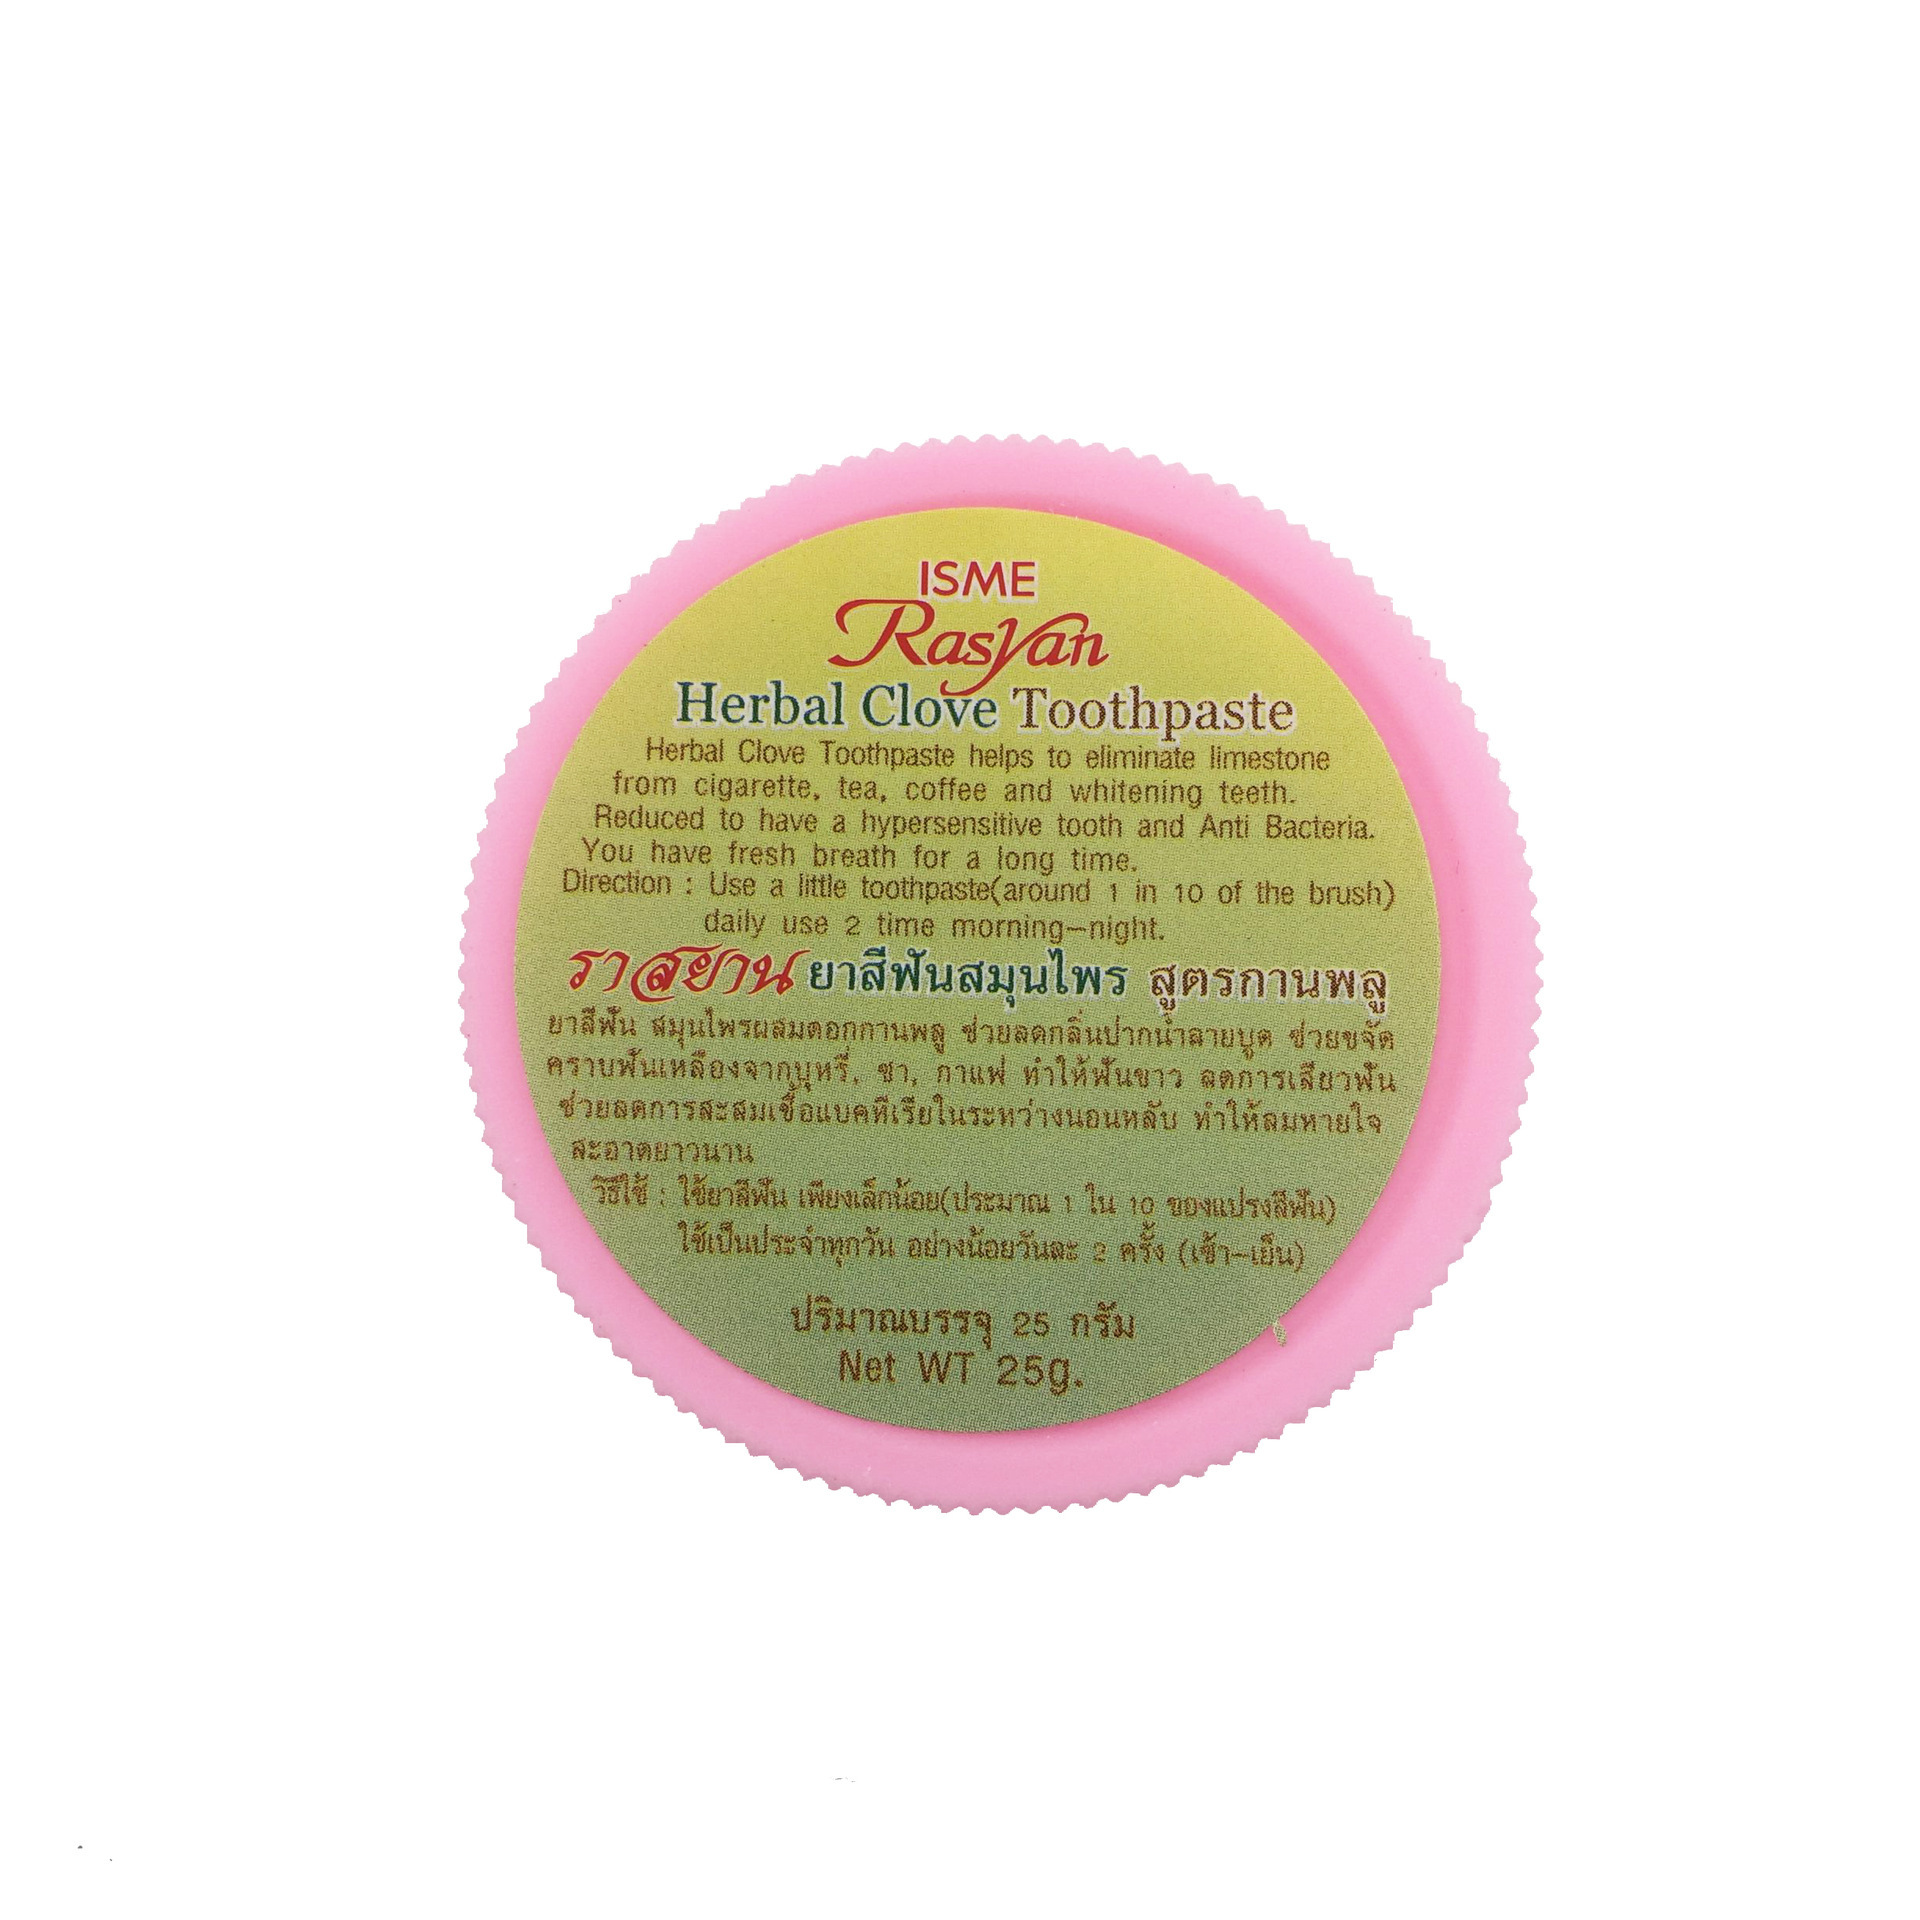 ISME
Rasyan
Herbal Clove Toothpaste
Herbal Clove Toothpaste helps to eliminate limestone
from cigarette, tea, coffee and whitening teeth.
Reduced to have a hypersensitive tooth and Anti Bacteria.
You have fresh breath for a long time.
Direction : Use a little toothpaste(around 1 in 10 of the brush)
daily use 2 time morning-night.
ราสยาน ยาสีฟันสมุนไพร สูตรกานพลู
ยาสีฟัน สมุนไพรผสมดอกกานพลู ช่วยลดกลิ่นปากน้ำลายบูด ช่วยขจัด
คราบฟันเหลืองจากบุหรี่, ชา, กาแฟ ทำให้ฟันขาว ลดการเสียวฟัน
ช่วยลดการสะสมเชื้อแบคทีเรียในระหว่างนอนหลับ ทำให้ลมหายใจ
สะอาดยาวนาน
วิธีใช้ : ใช้ยาสีฟัน เพียงเล็กน้อย(ประมาณ 1 ใน 10 ของแปรงสีฟัน)
ใช้เป็นประจำทุกวัน อย่างน้อยวันละ 2 ครั้ง (เช้า-เย็น)
ปริมาณบรรจุ 25 กรัม
Net WT 25g.